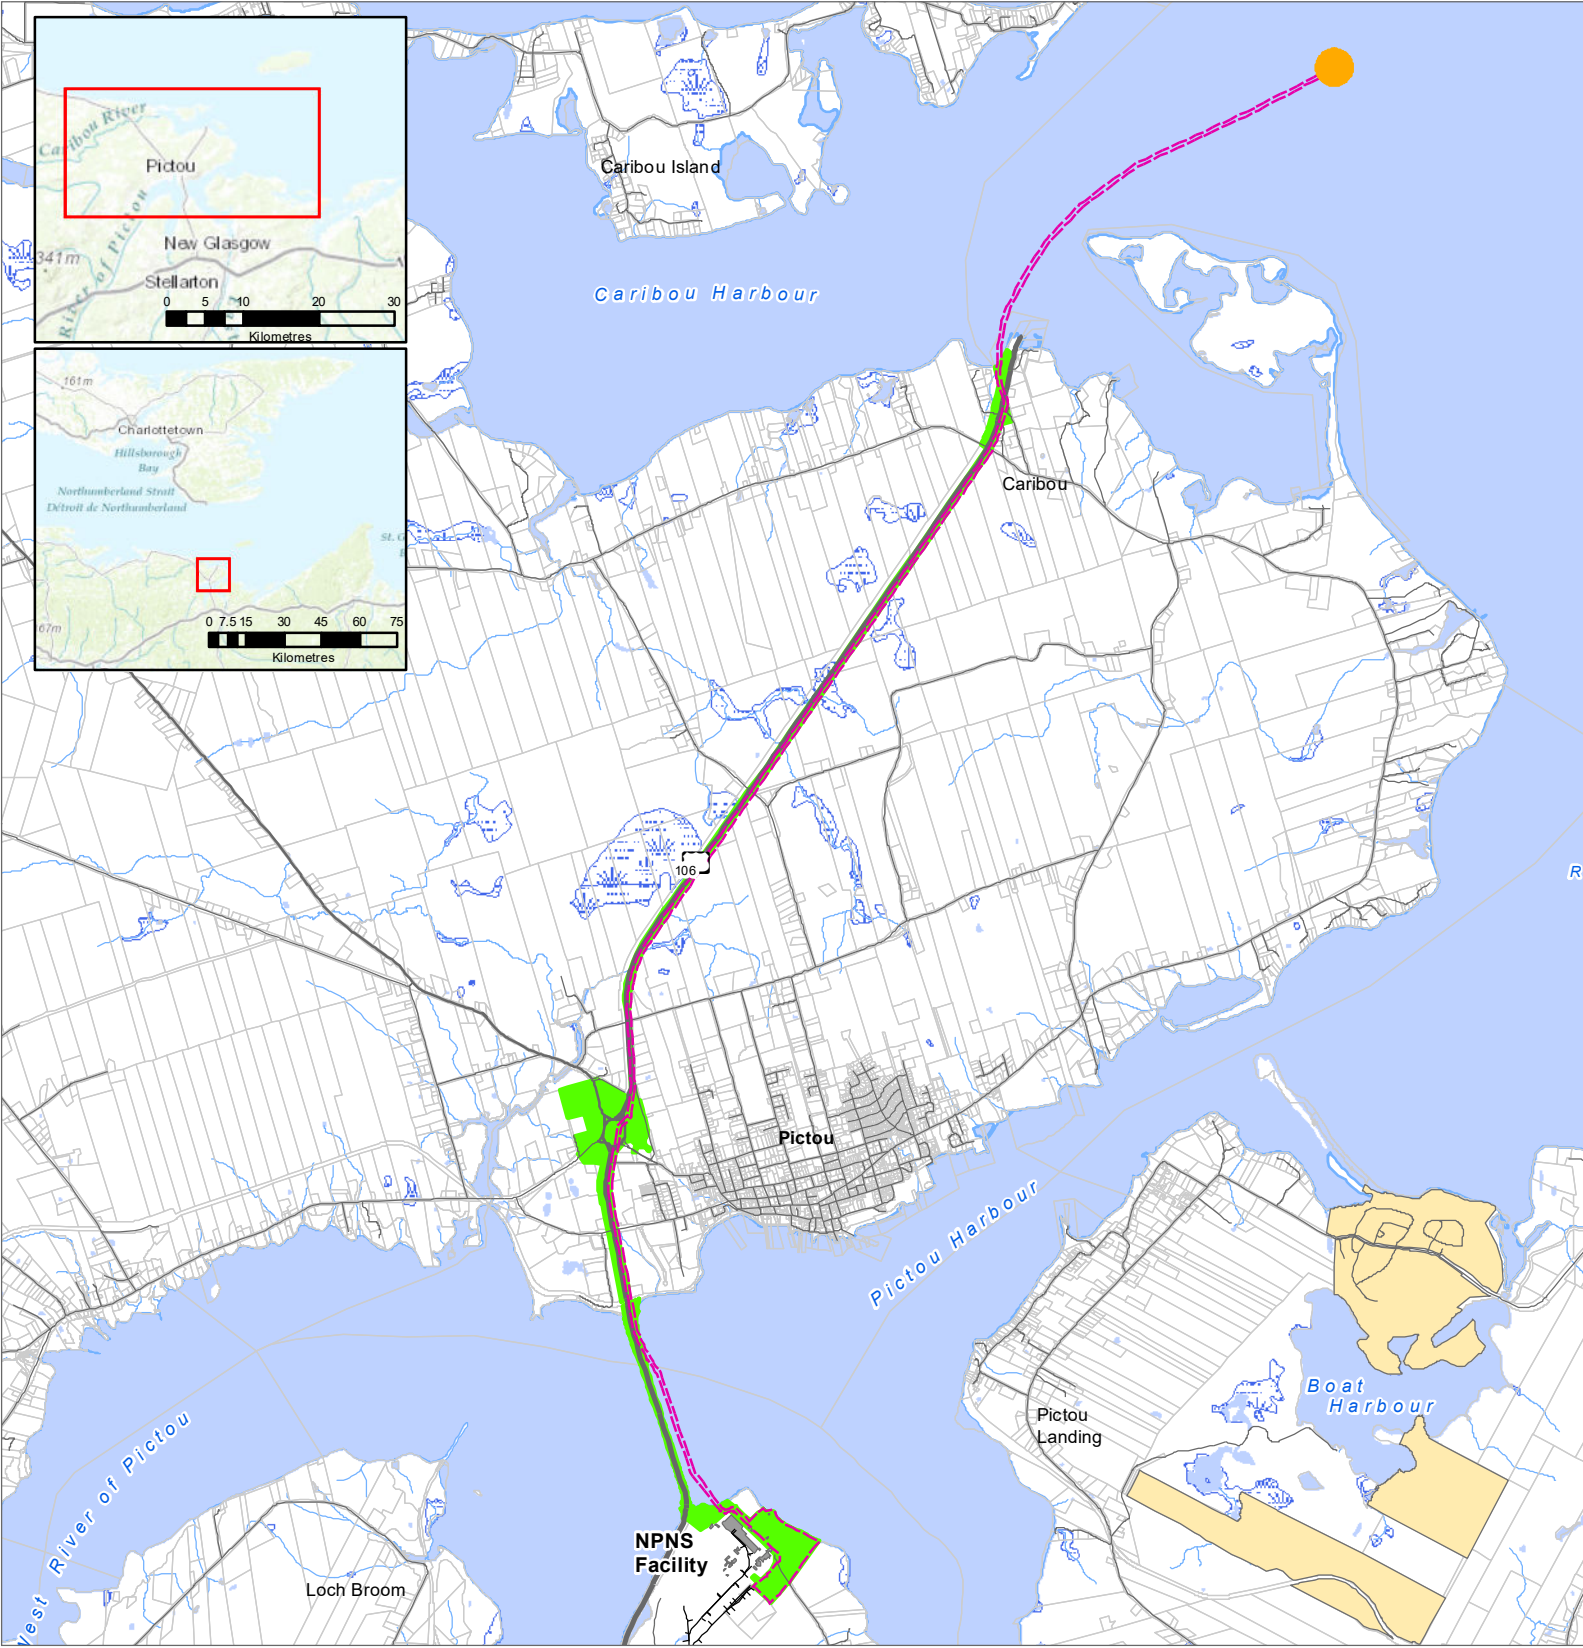 Caribou River
Pictou
River of Pictou
New Glasgow
341m
Stellarton
0 5 10 20 30
Kilometres
161m
Charlottetown
Hillsborough
Bay
Northumberland Strait
Détroit de Northumberland
67m
0 7.5 15 30 45 60 75
Kilometres
Caribou Island
Caribou Harbour
Caribou
106
R
Pictou
Pictou Harbour
Boat
Harbour
Pictou
Landing
West River of Pictou
NPNS
Facility
Loch Broom